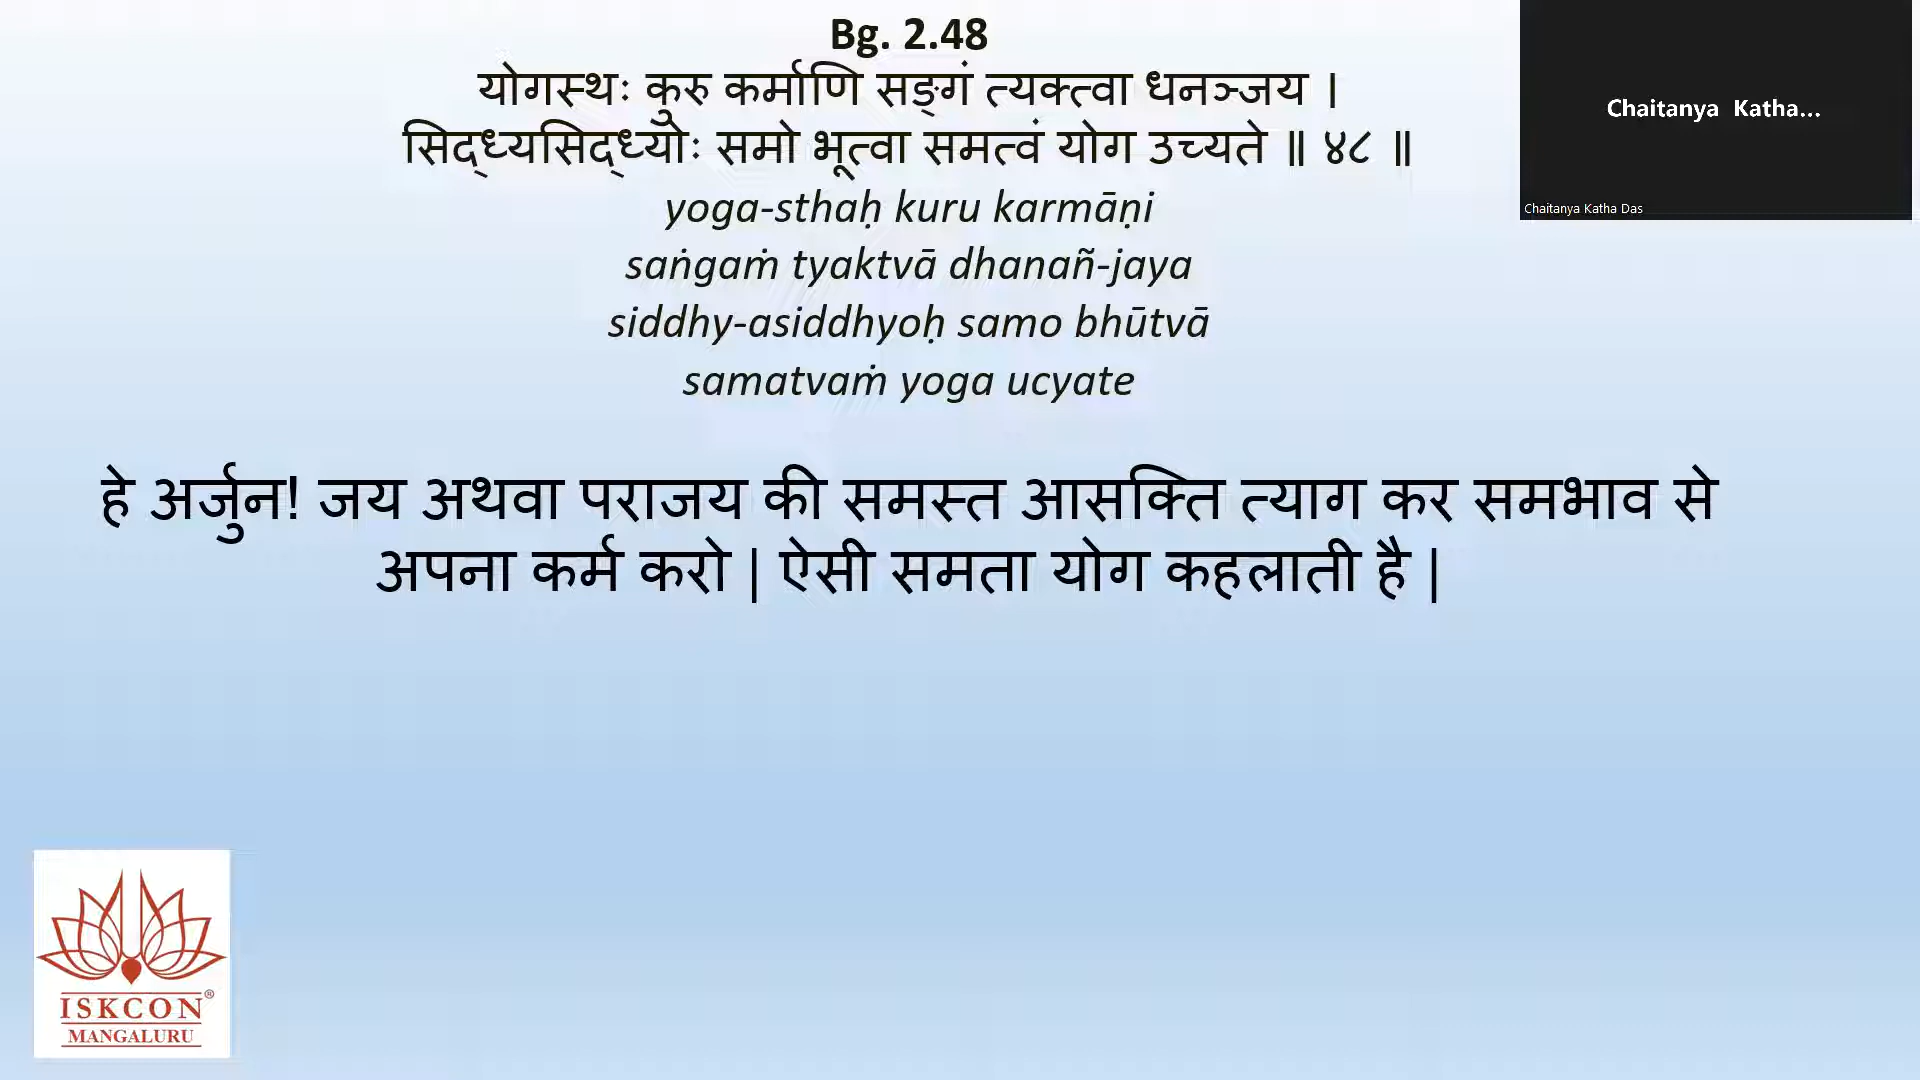 Bg. 2.48
योगस्थः कुरु कर्माणि सङ्गं त्यक्त्वा धनञ्जय ।
सिद्ध्यसिद्ध्योः समो भूत्वा समत्वं योग उच्यते ॥ ४८ ॥
yoga-sthaḥ kuru karmāṇi
saṅgaṁ tyaktvā dhanañ-jaya
siddhy-asiddhyoḥ samo bhūtvā
samatvaṁ yoga ucyate
हे अर्जुन! जय अथवा पराजय की समस्त आसक्ति त्याग कर समभाव से
अपना कर्म करो | ऐसी समता योग कहलाती है |
Chaitanya Katha...
Chaitanya Katha Das
ISKCON®
MANGALURU